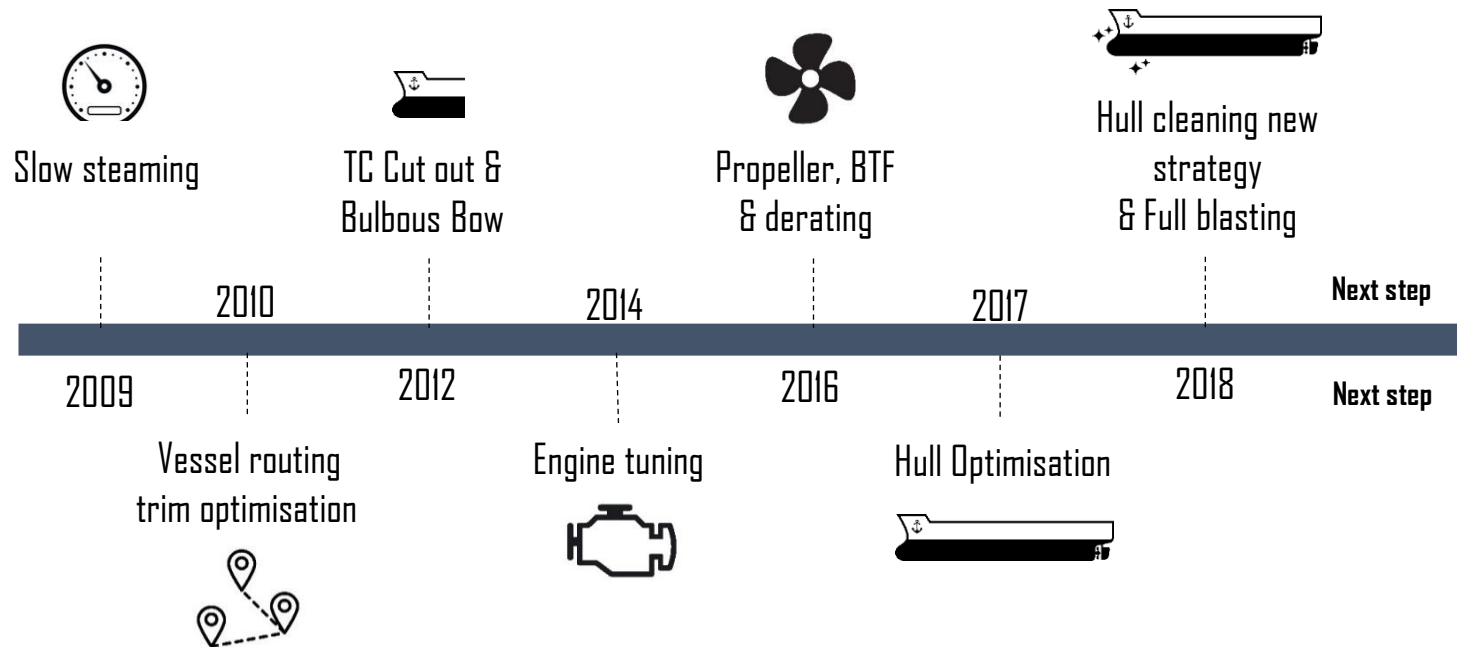 Slow steaming
TC Cut out &
Bulbous Bow
Propeller, BTF
& derating
Hull cleaning new
strategy
& Full blasting
2010
2014
2017
Next step
2009
2012
2016
2018
Next step
Vessel routing
trim optimisation
Engine tuning
Hull Optimisation